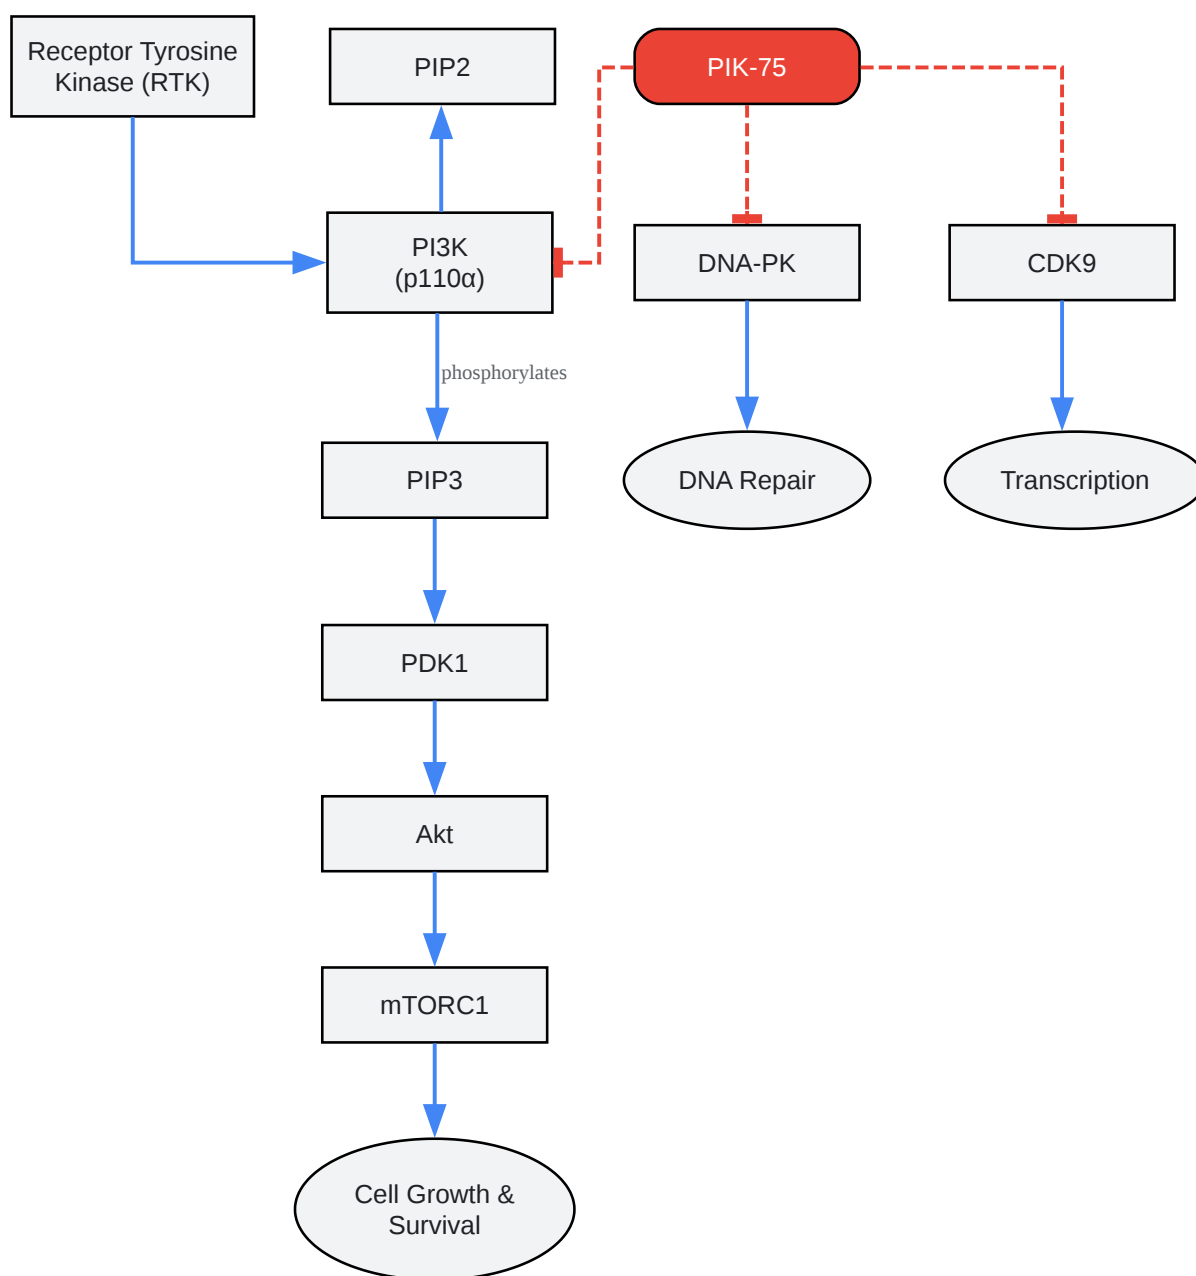 Receptor Tyrosine
Kinase (RTK)
PIP2
PIK-75
PI3K
(p110α)
DNA-PK
CDK9
phosphorylates
PIP3
DNA Repair
Transcription
PDK1
Akt
mTORC1
Cell Growth &
Survival